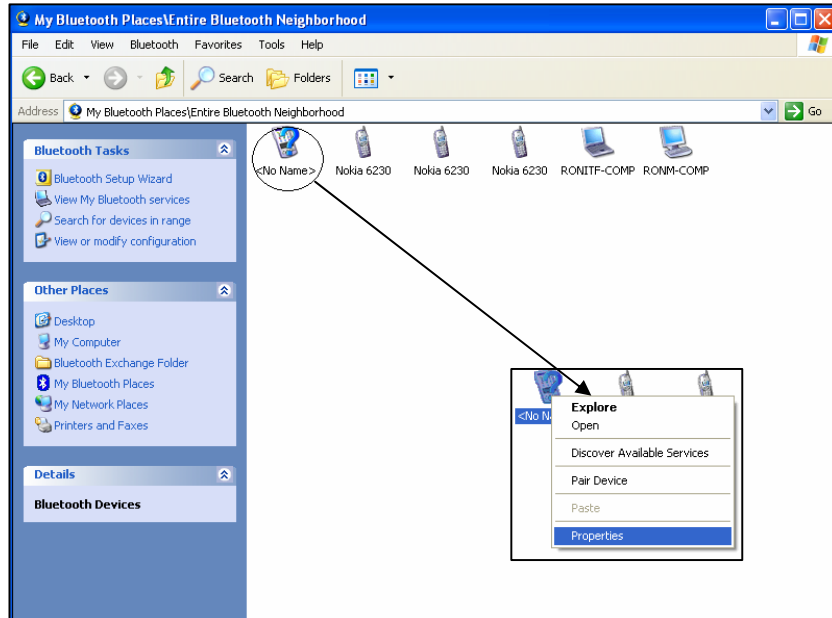 My Bluetooth Places\Entire Bluetooth Neighborhood
File Edit View Bluetooth Favorites Tools Help
Back Search Folders
Address My Bluetooth Places\Entire Bluetooth Neighborhood Go
Bluetooth Tasks
Bluetooth Setup Wizard
View My Bluetooth services
Search for devices in range
View or modify configuration
Other Places
Desktop
My Computer
Bluetooth Exchange Folder
My Bluetooth Places
My Network Places
Printers and Faxes
Details
Bluetooth Devices
<No Name> Nokia 6230 Nokia 6230 Nokia 6230 RONITF-COMP RONM-COMP
<No N
Explore
Open
Discover Available Services
Pair Device
Paste
Properties